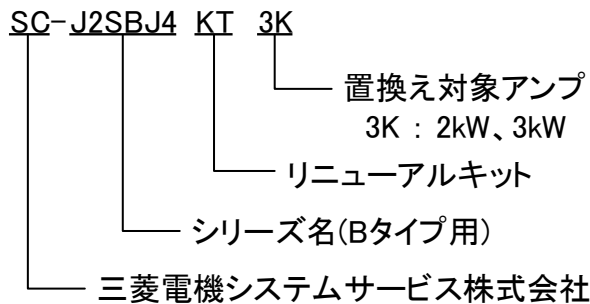 SC-J2SBJ4 KT 3K
置換え対象アンプ
3K : 2kW、3kW
リニューアルキット
シリーズ名(Bタイプ用)
三菱電機システムサービス株式会社